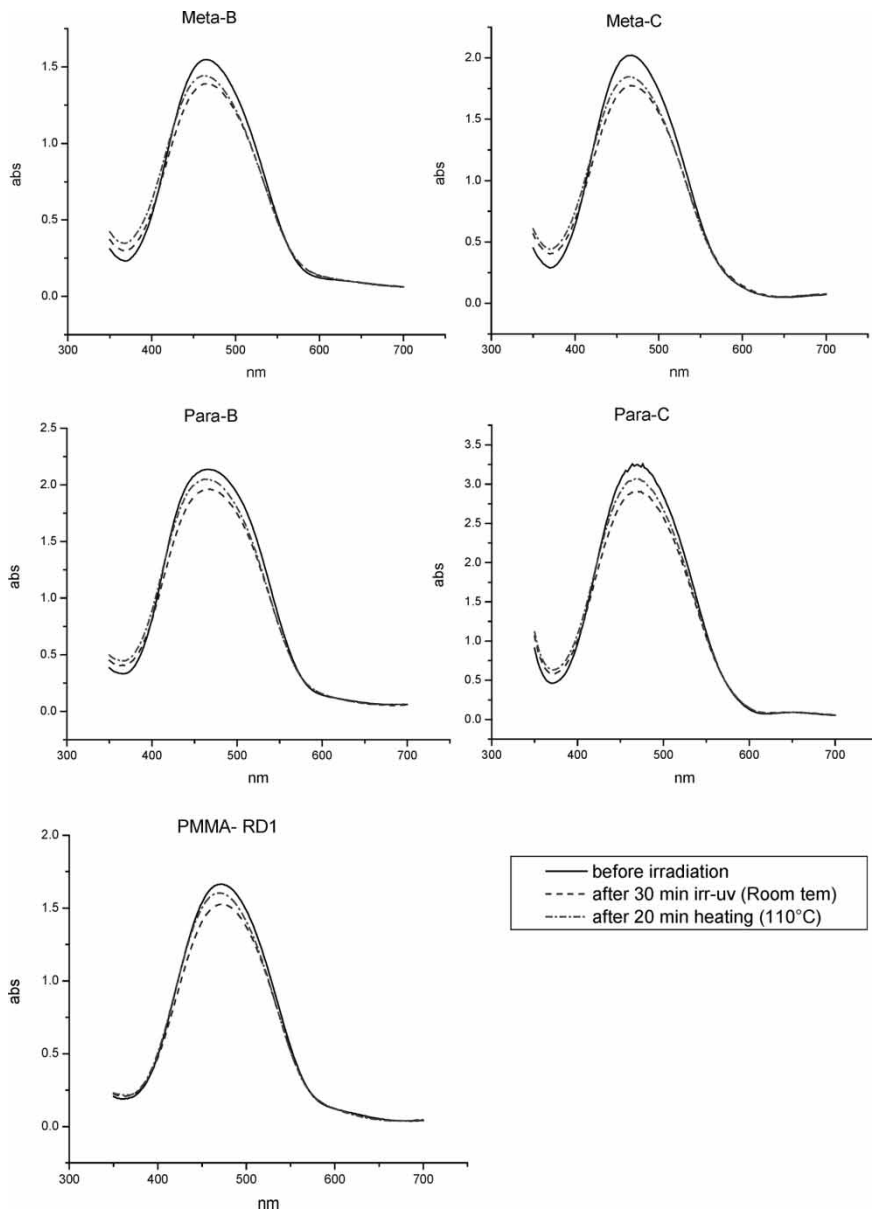 Meta-B
abs
1.5
1.0
0.5
0.0
300 400 500 600 700
nm
Meta-C
abs
2.0
1.5
1.0
0.5
0.0
300 400 500 600 700
nm
Para-B
abs
2.5
2.0
1.5
1.0
0.5
0.0
300 400 500 600 700
nm
Para-C
abs
3.5
3.0
2.5
2.0
1.5
1.0
0.5
0.0
300 400 500 600 700
nm
PMMA- RD1
abs
2.0
1.5
1.0
0.5
0.0
300 400 500 600 700
nm
before irradiation
after 30 min irr-uv (Room tem)
after 20 min heating (110°C)